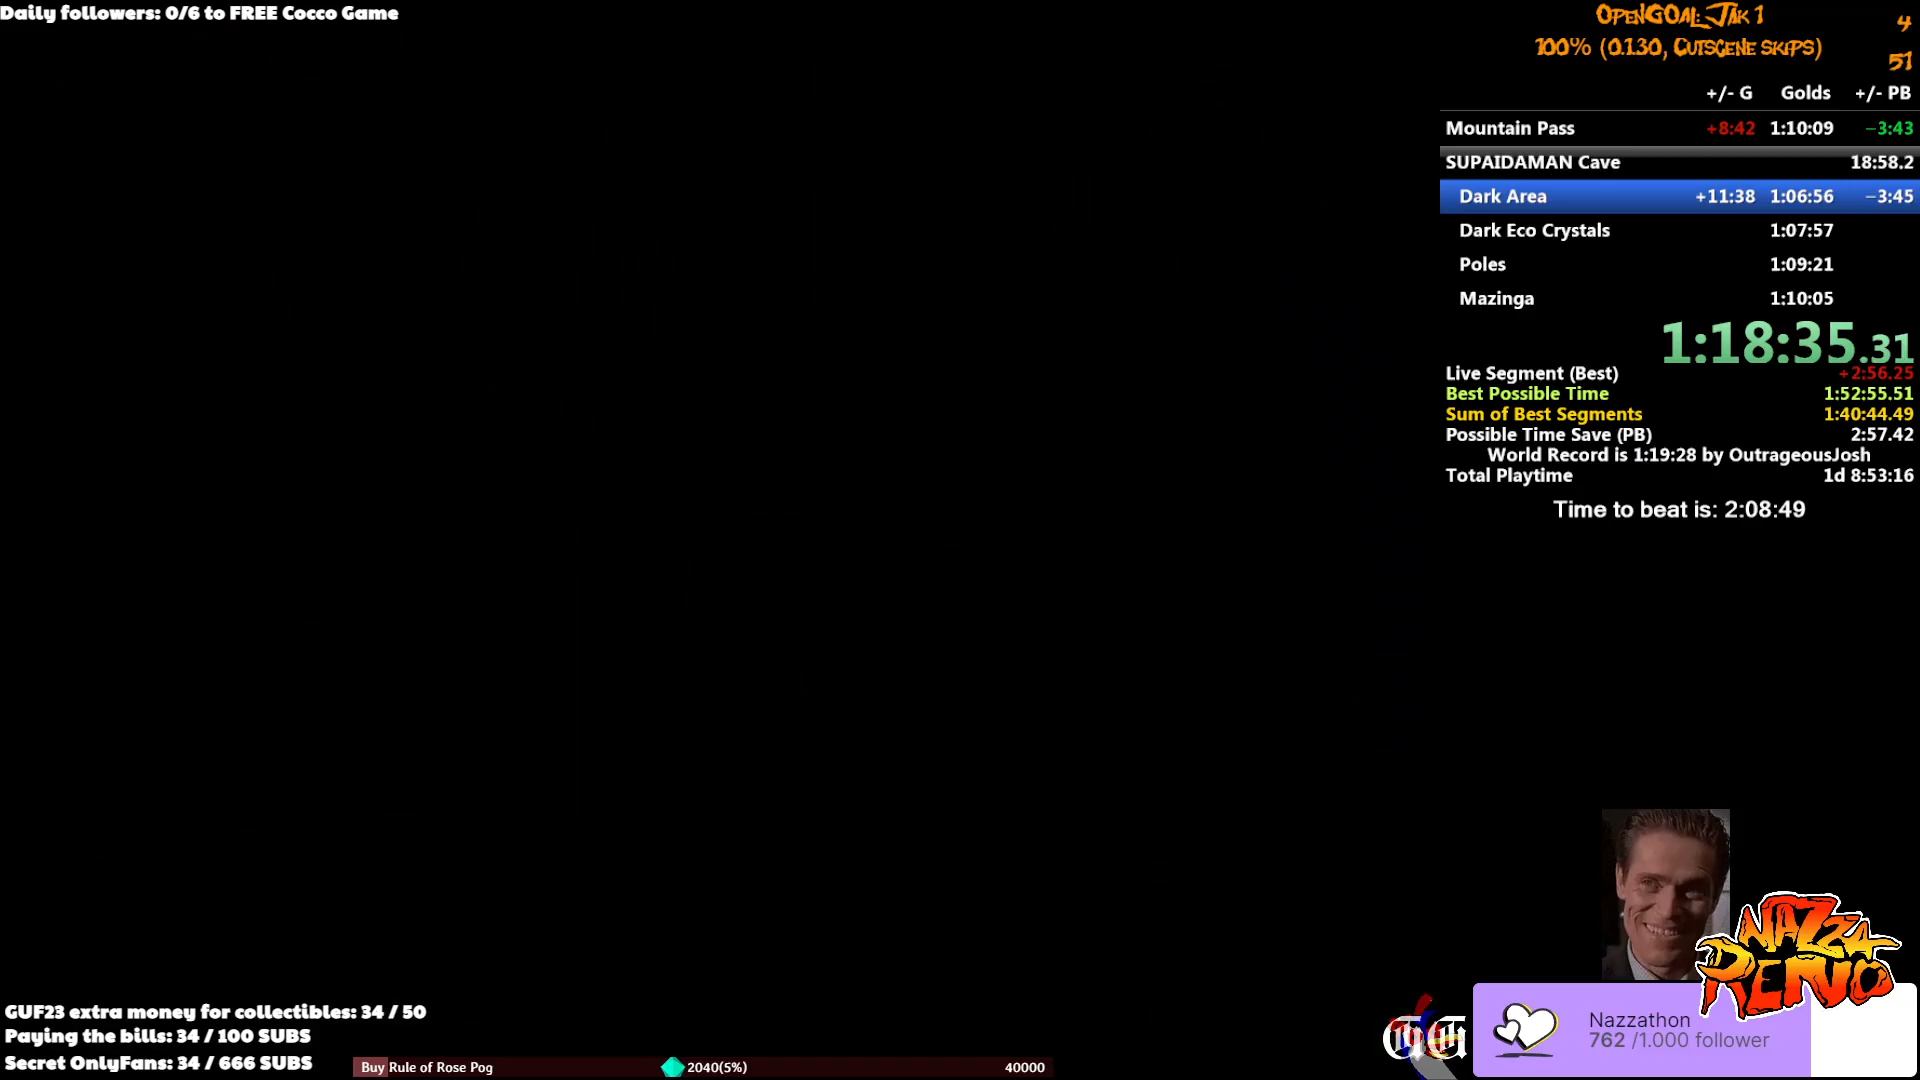 Daily followers: 0/6 to FREE Cocco Game
OPENGOAL: JAK 1
4
100% (0.1.30, CUTSCENE SKIPS)
51
+/- G Golds +/- PB
Mountain Pass +8:42 1:10:09 −3:43
SUPAIDAMAN Cave 18:58.2
Dark Area +11:38 1:06:56 −3:45
Dark Eco Crystals 1:07:57
Poles 1:09:21
Mazinga 1:10:05
1:18:35.31
Live Segment (Best) +2:56.25
Best Possible Time 1:52:55.51
Sum of Best Segments 1:40:44.49
Possible Time Save (PB) 2:57.42
World Record is 1:19:28 by OutrageousJosh
Total Playtime 1d 8:53:16
Time to beat is: 2:08:49
NAZZA
RENO
GUF23 extra money for collectibles: 34 / 50
Paying the bills: 34 / 100 SUBS
Secret OnlyFans: 34 / 666 SUBS
Buy Rule of Rose Pog 2040(5%) 40000
Nazzathon
762 /1.000 follower